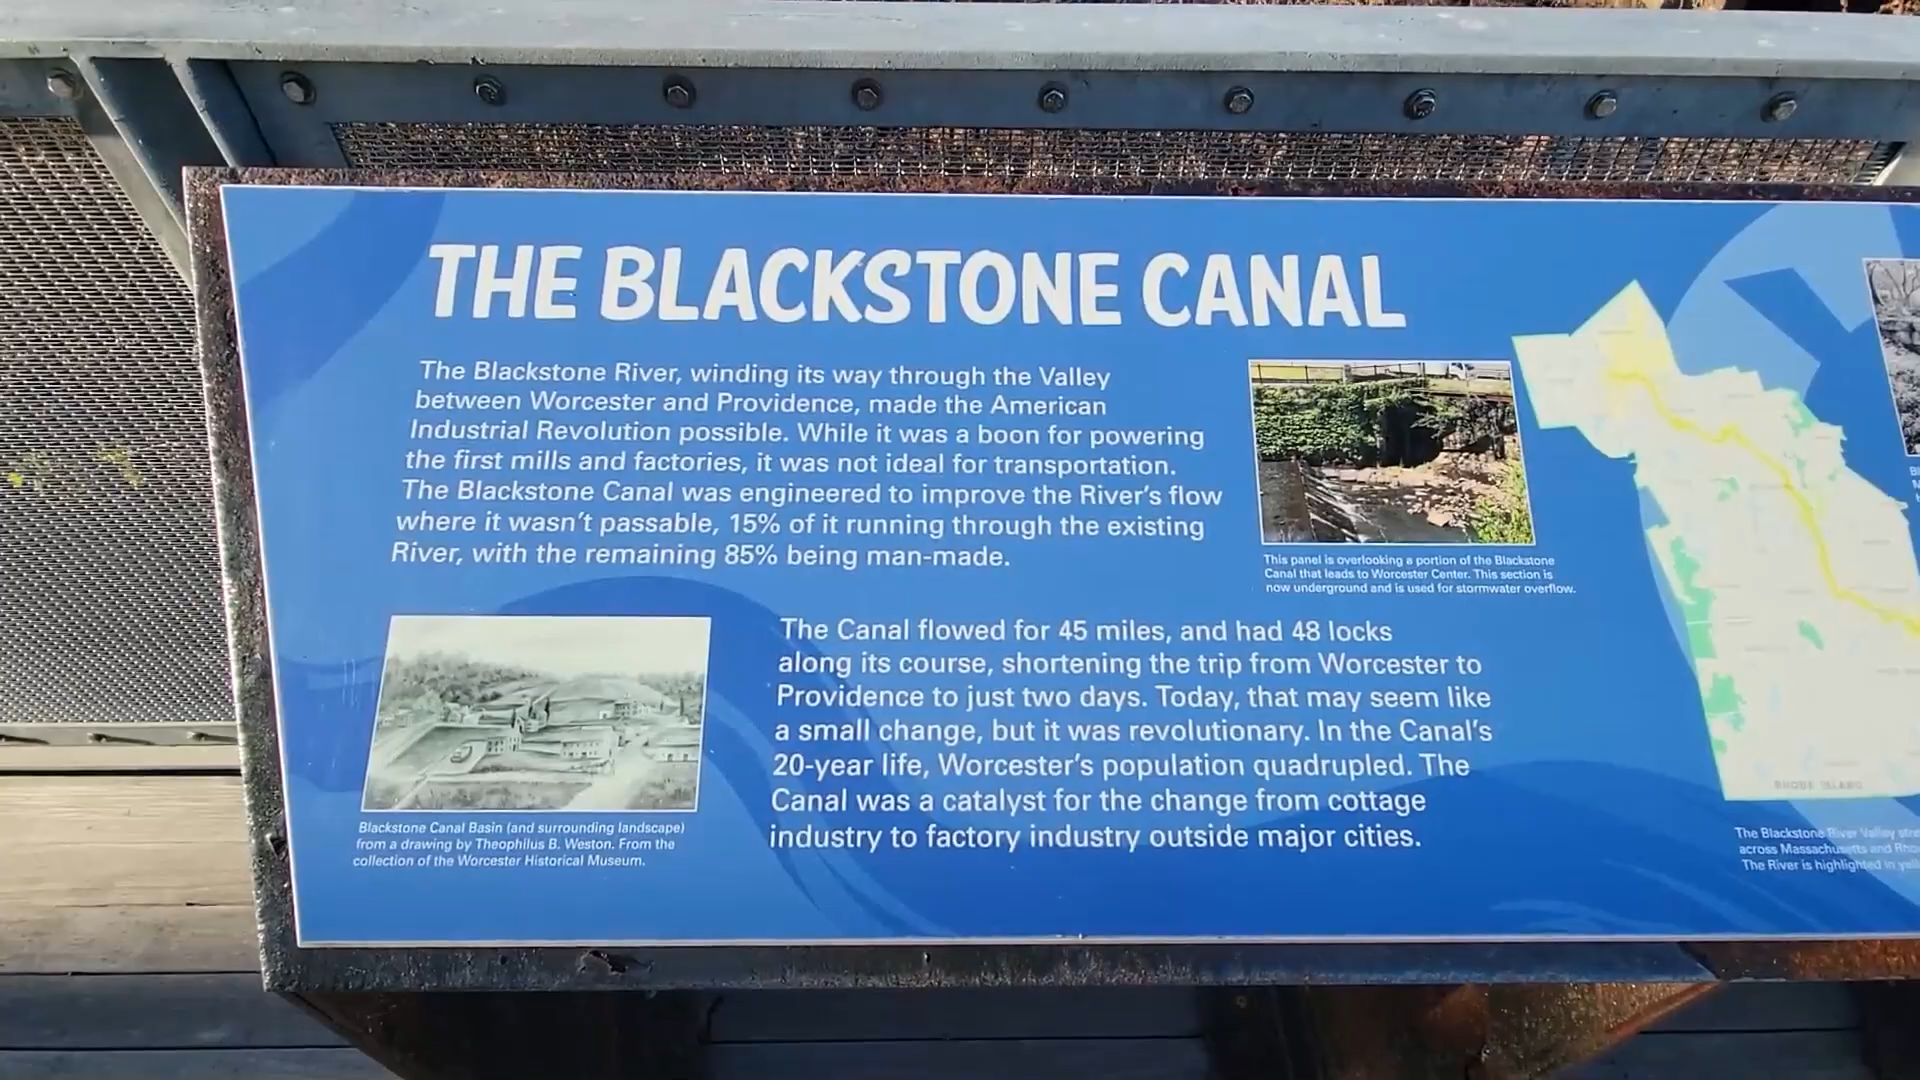 THE BLACKSTONE CANAL
The Blackstone River, winding its way through the Valley
between Worcester and Providence, made the American
Industrial Revolution possible. While it was a boon for powering
the first mills and factories, it was not ideal for transportation.
The Blackstone Canal was engineered to improve the River's flow
where it wasn't passable, 15% of it running through the existing
River, with the remaining 85% being man-made.
This panel is overlooking a portion of the Blackstone
Canal that leads to Worcester Center. This section is
now underground and is used for stormwater overflow.
The Canal flowed for 45 miles, and had 48 locks
along its course, shortening the trip from Worcester to
Providence to just two days. Today, that may seem like
a small change, but it was revolutionary. In the Canal's
20-year life, Worcester's population quadrupled. The
Canal was a catalyst for the change from cottage
industry to factory industry outside major cities.
Blackstone Canal Basin (and surrounding landscape)
from a drawing by Theophilus B. Weston. From the
collection of the Worcester Historical Museum.
RHODE ISLAND
The Blackstone River Valley
across Massachusetts and
The River is highlighted in